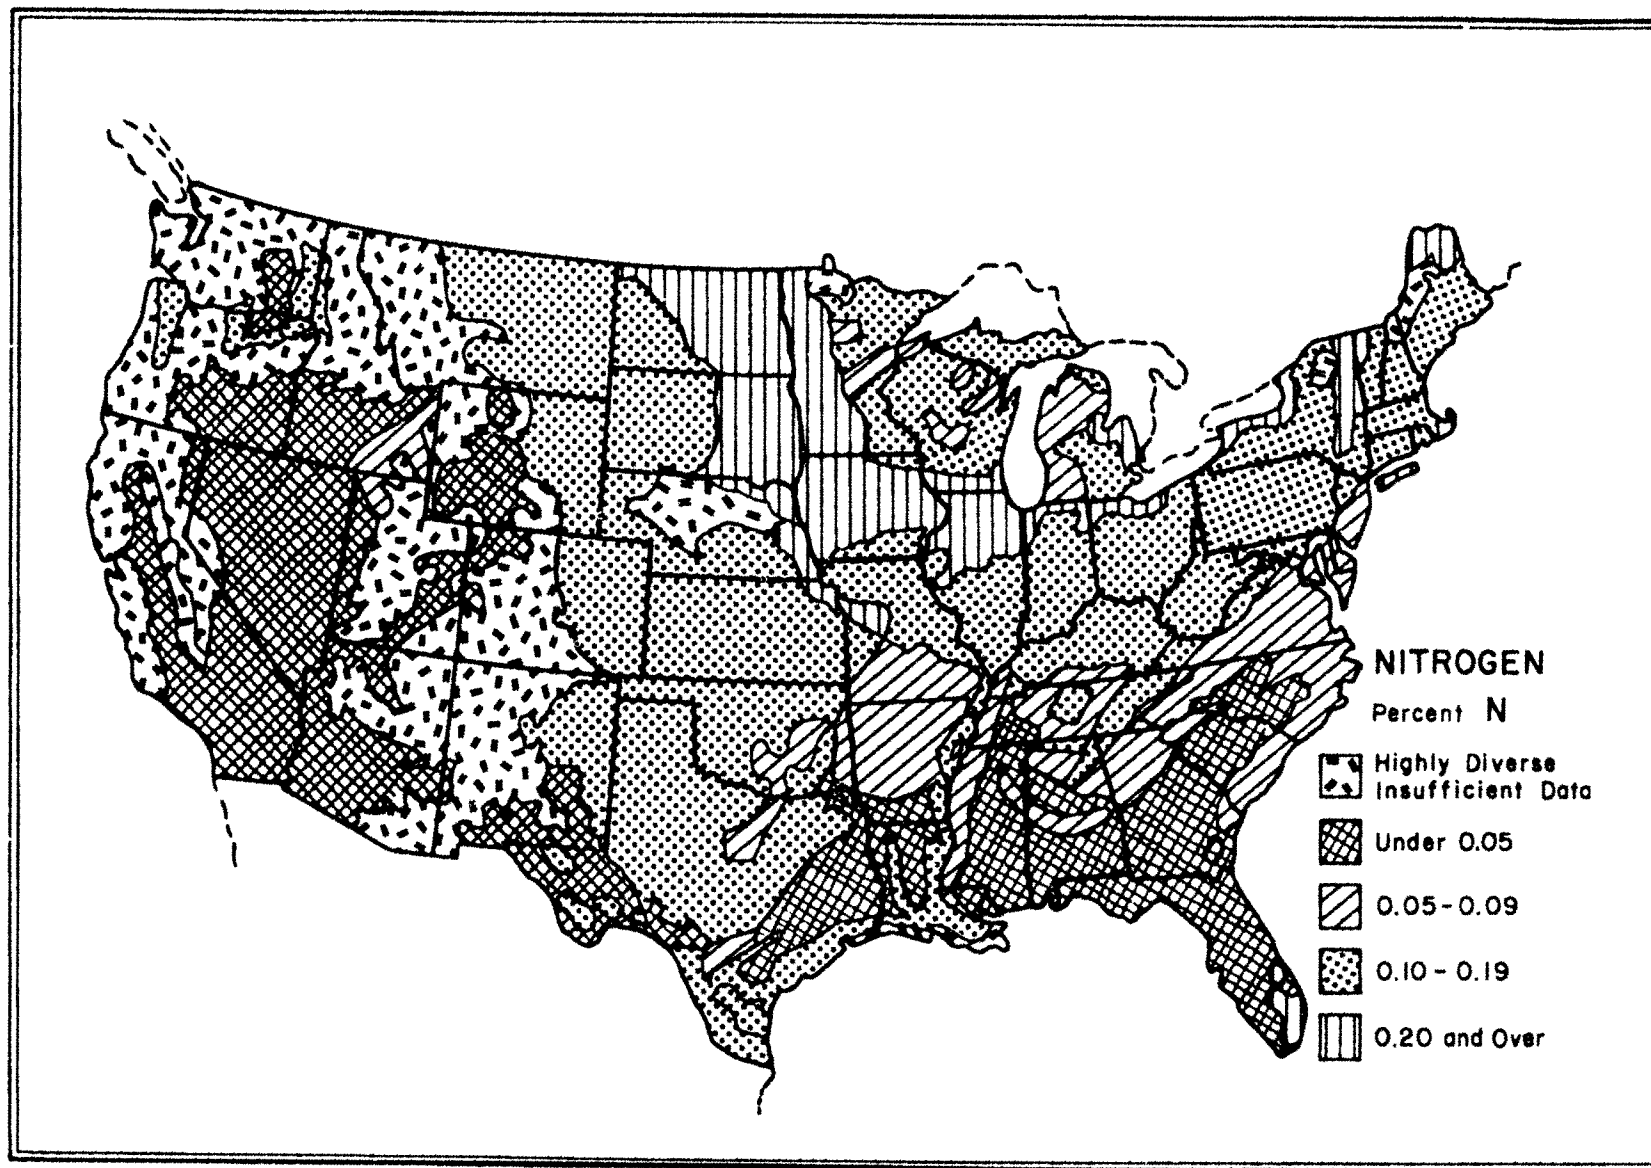 NITROGEN
Percent N
Highly Diverse
Insufficient Data
Under 0.05
0.05-0.09
0.10-0.19
0.20 and Over